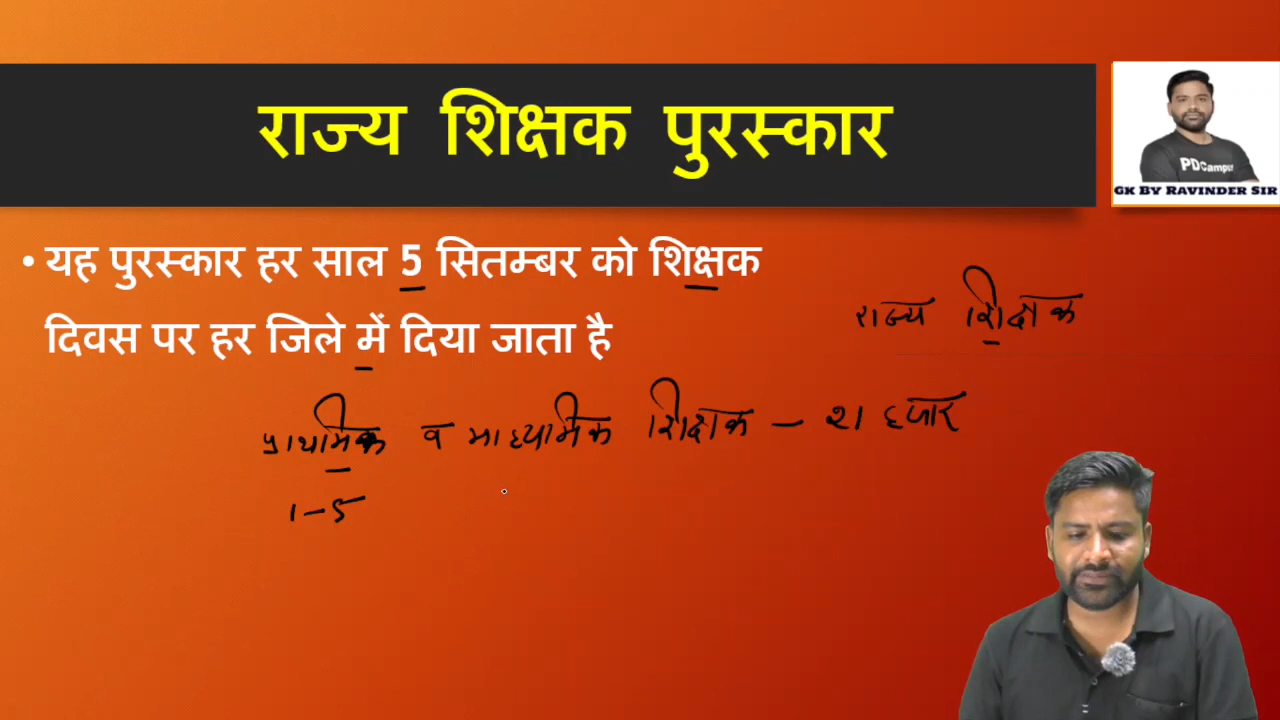 राज्य शिक्षक पुरस्कार
PDCampus
GK By Ravinder Sir
• यह पुरस्कार हर साल 5 सितम्बर को शिक्षक
दिवस पर हर जिले में दिया जाता है
राज्य शिक्षक
प्राथमिक व माध्यमिक शिक्षक – 21 हजार
1-5